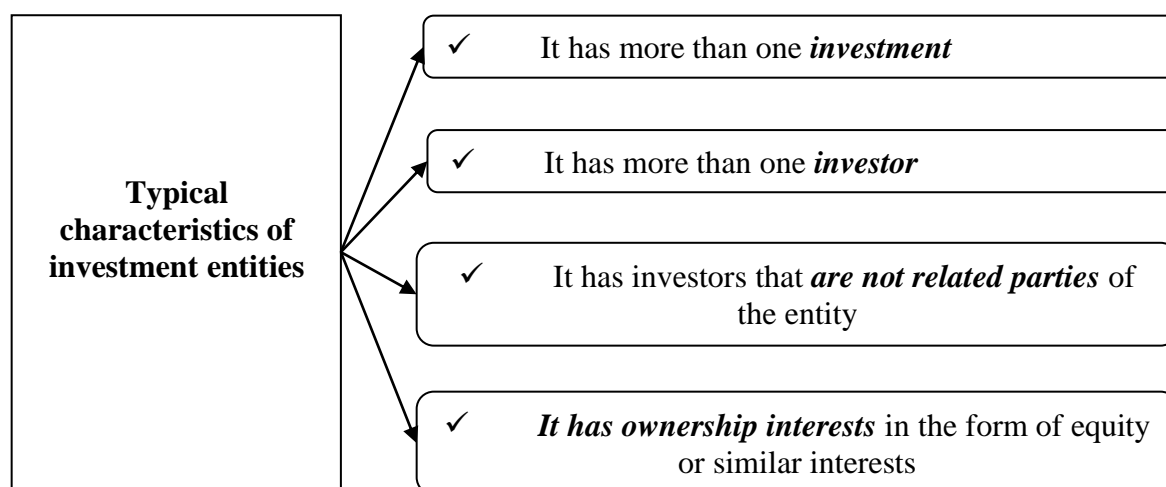 Typical
characteristics of
investment entities
✓ It has more than one investment
✓ It has more than one investor
✓ It has investors that are not related parties of
the entity
✓ It has ownership interests in the form of equity
or similar interests